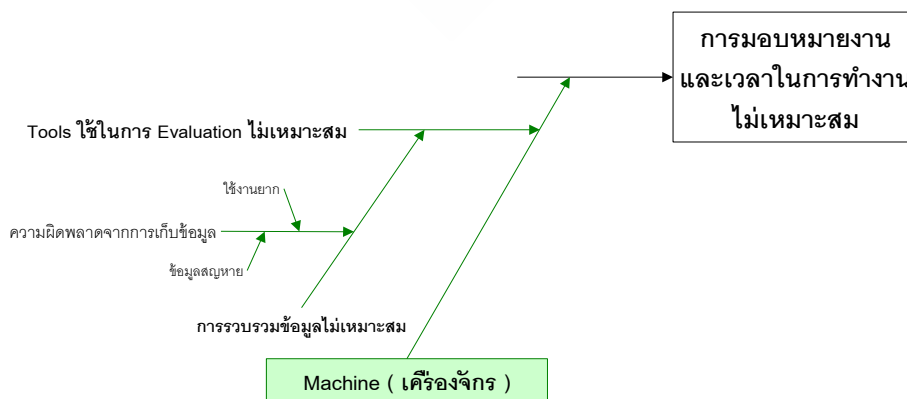 การมอบหมายงาน
และเวลาในการทำงาน
ไม่เหมาะสม
Tools ใช้ในการ Evaluation ไม่เหมาะสม
ใช้งานยาก
ความผิดพลาดจากการเก็บข้อมูล
ข้อมูลสญหาย
การรวบรวมข้อมูลไม่เหมาะสม
Machine ( เครื่องจักร )